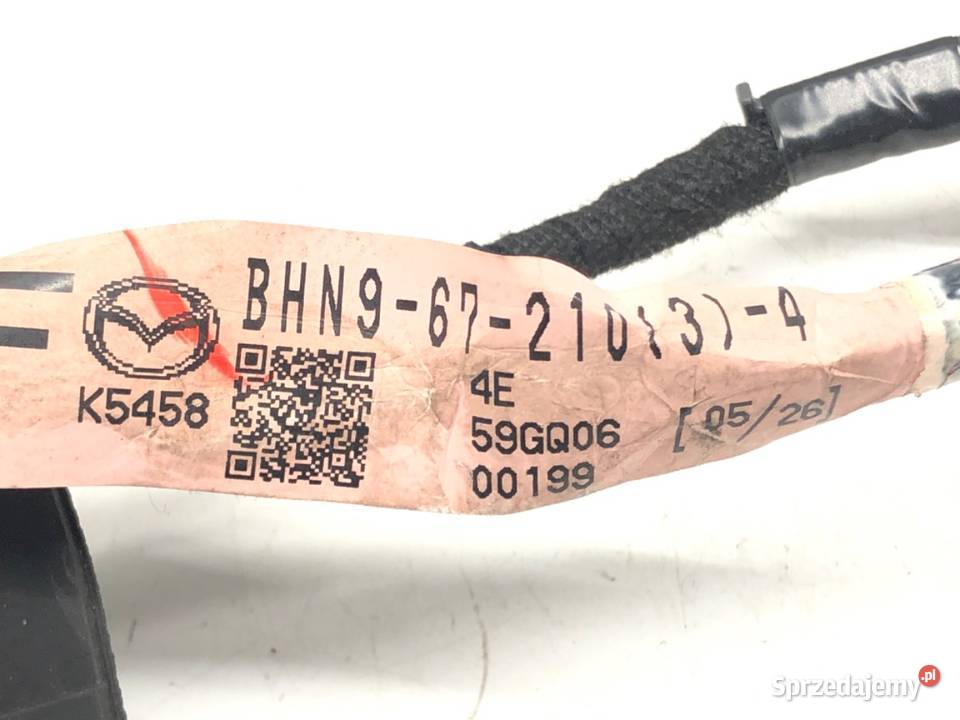 BHN9-67-210(3)-4
K5458
4E
59GQ06 [05/26]
00199
Sprzedajemy.pl